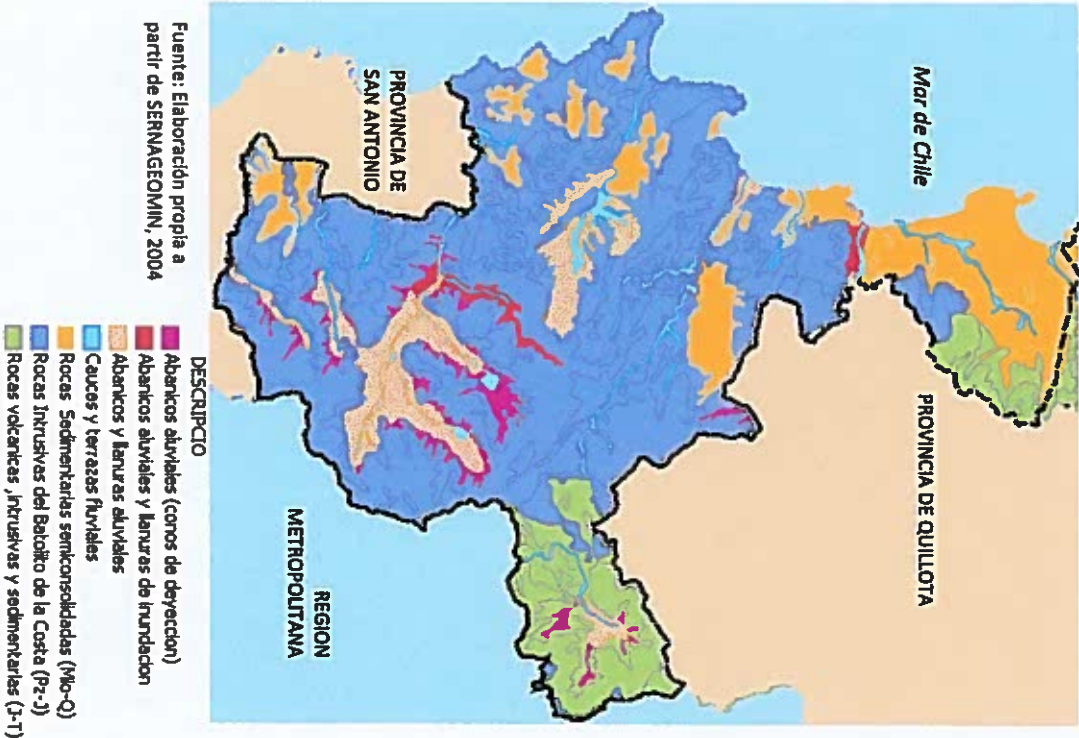 Mar de Chile
PROVINCIA DE QUILLOTA
PROVINCIA DE
SAN ANTONIO
REGION
METROPOLITANA
Fuente: Elaboración propia a
partir de SERNAGEOMIN, 2004
DESCRIPCIO
Abanicos aluviales (conos de deyeccion)
Abanicos aluviales y llanuras de inundacion
Abanicos y llanuras aluviales
Cauces y terrazas fluviales
Rocas Sedimentarias semiconsolidadas (Mio-Q)
Rocas Intrusivas del Batolito de la Costa (Pz-J)
Rocas volcanicas ,intrusivas y sedimentarias (J-T)